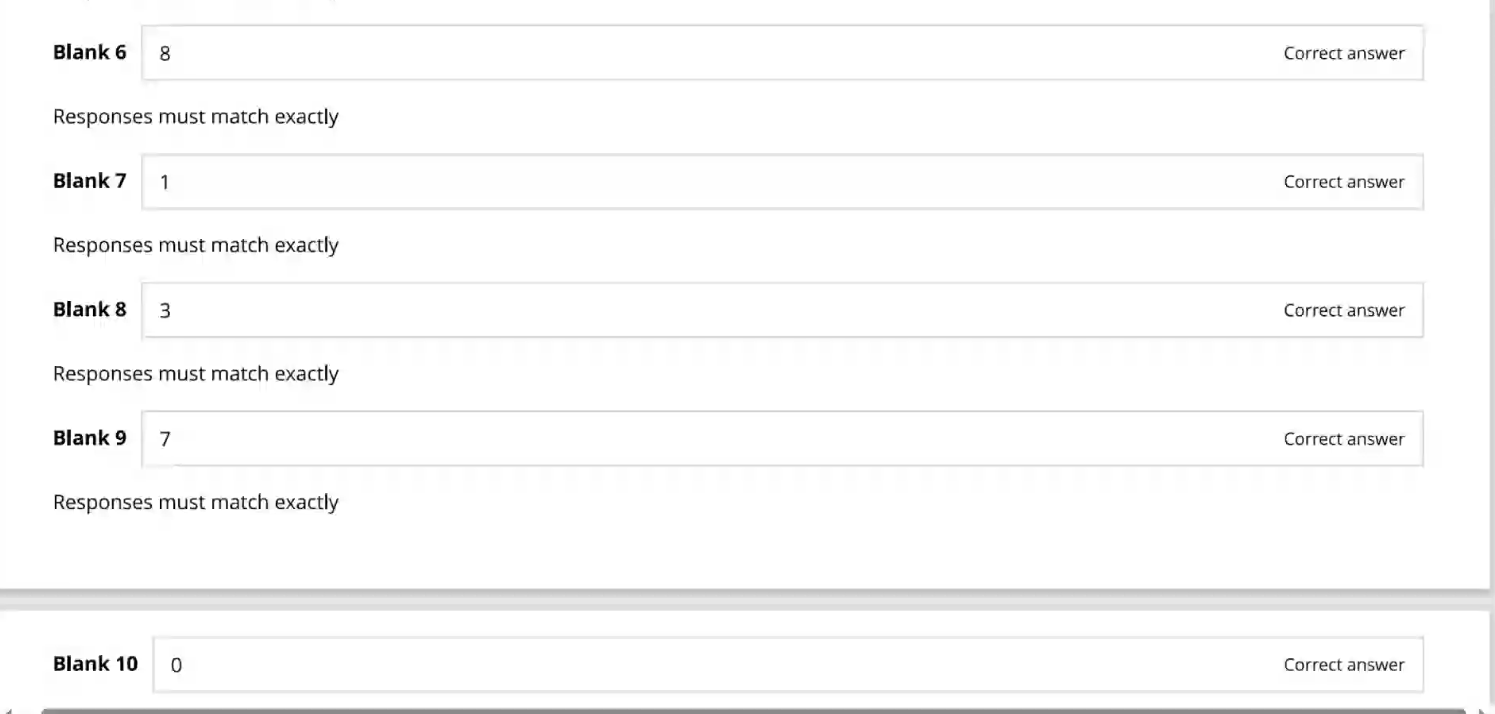 Blank 6 8 Correct answer
Responses must match exactly
Blank 7 1 Correct answer
Responses must match exactly
Blank 8 3 Correct answer
Responses must match exactly
Blank 9 7 Correct answer
Responses must match exactly
Blank 10 0 Correct answer